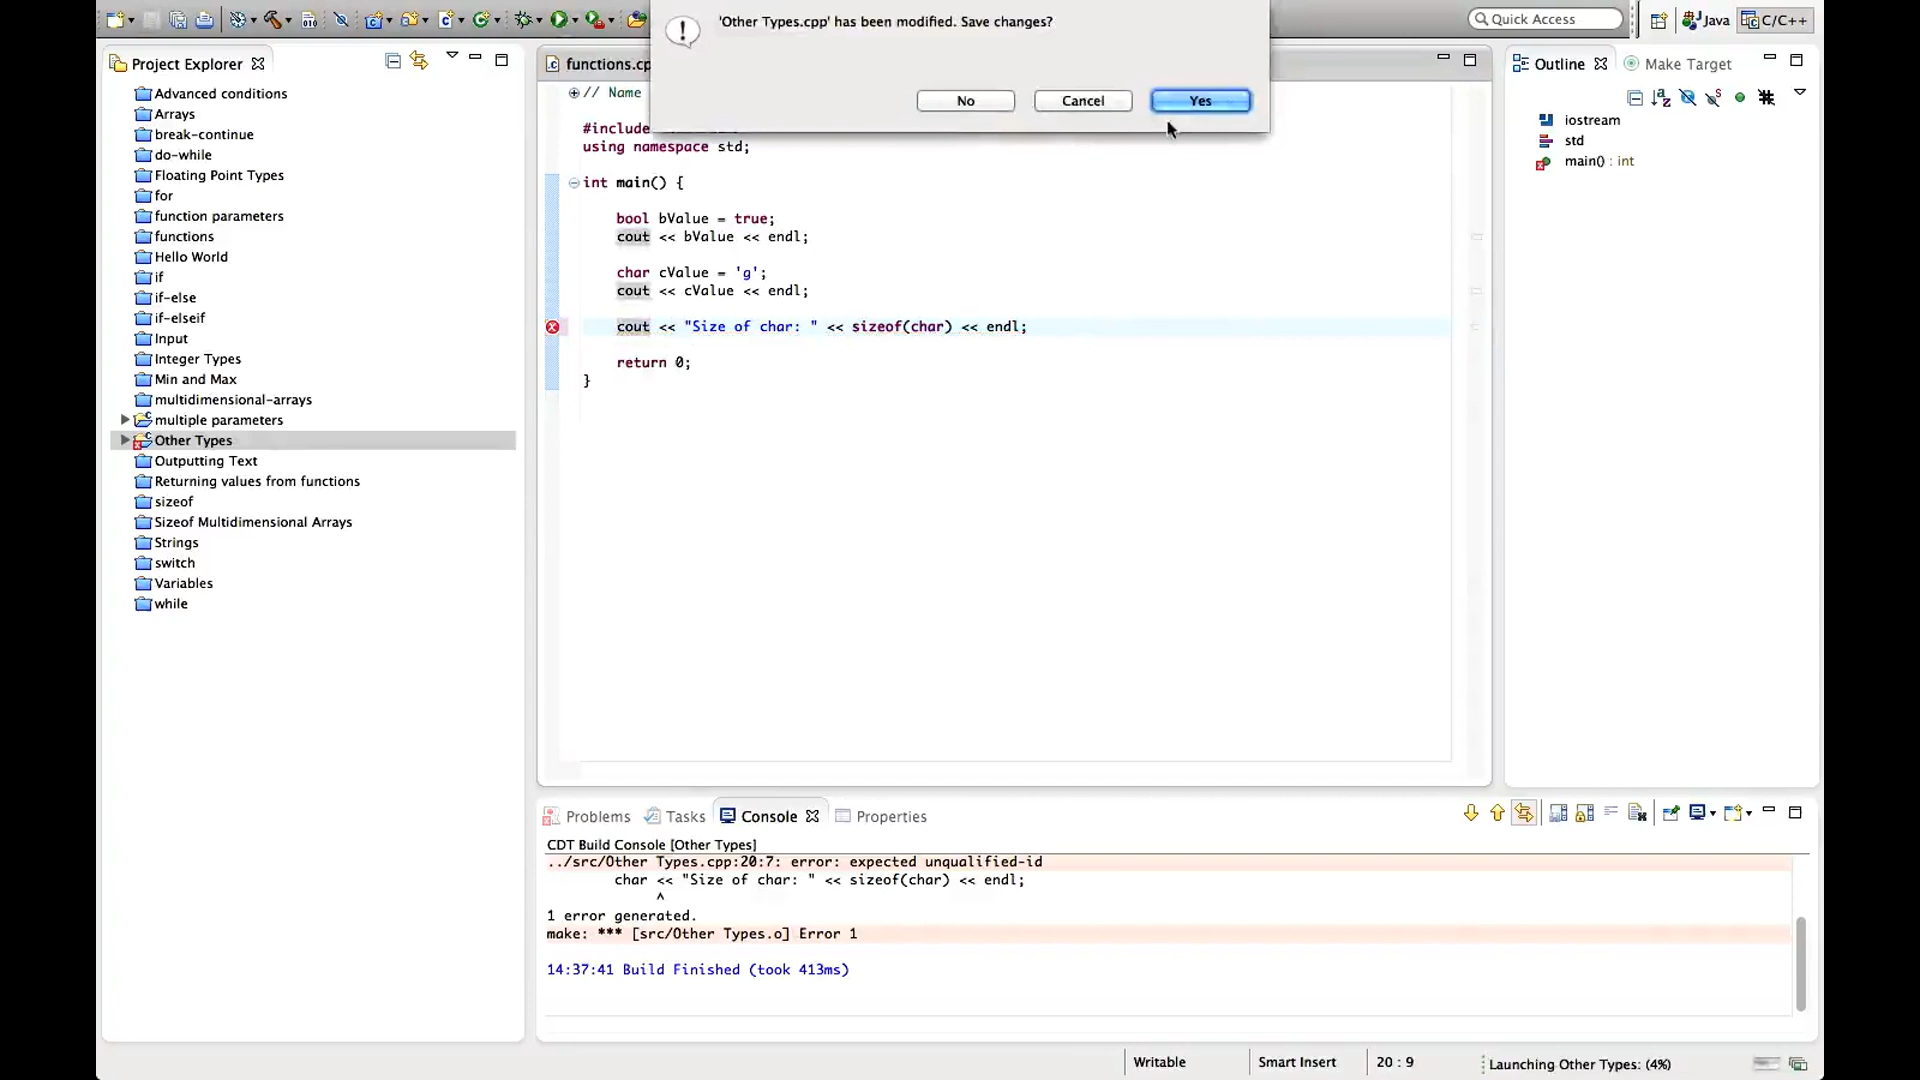 'Other Types.cpp' has been modified. Save changes?
No
Cancel
Yes
Quick Access
Java
C/C++
Project Explorer
Advanced conditions
Arrays
break-continue
do-while
Floating Point Types
for
function parameters
functions
Hello World
if
if-else
if-elseif
Input
Integer Types
Min and Max
multidimensional-arrays
multiple parameters
Other Types
Outputting Text
Returning values from functions
sizeof
Sizeof Multidimensional Arrays
Strings
switch
Variables
while
functions.cp
// Name
#include
using namespace std;
int main() {
bool bValue = true;
cout << bValue << endl;
char cValue = 'g';
cout << cValue << endl;
cout << "Size of char: " << sizeof(char) << endl;
return 0;
}
Outline
Make Target
iostream
std
main() : int
Problems
Tasks
Console
Properties
CDT Build Console [Other Types]
../src/Other Types.cpp:20:7: error: expected unqualified-id
char << "Size of char: " << sizeof(char) << endl;
^
1 error generated.
make: *** [src/Other Types.o] Error 1
14:37:41 Build Finished (took 413ms)
Writable
Smart Insert
20 : 9
Launching Other Types: (4%)